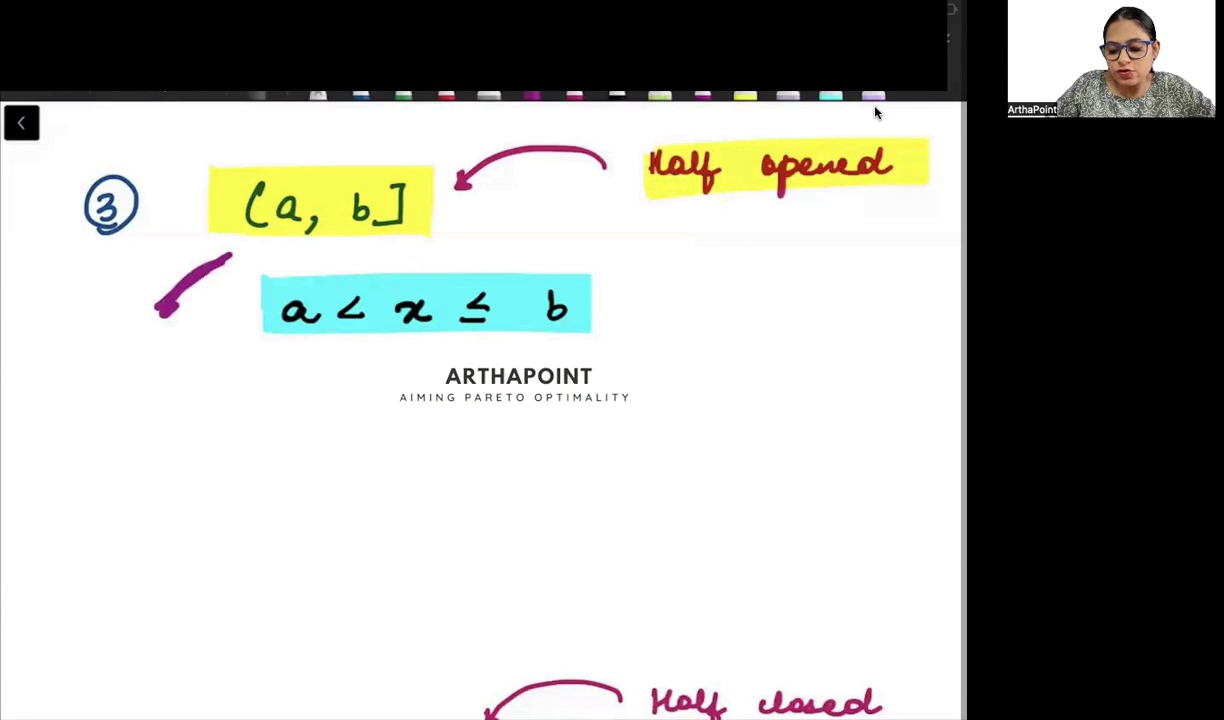 ArthaPoint
3 (a, b] Half opened
a < x ≤ b
ARTHAPOINT
AIMING PARETO OPTIMALITY
Half closed